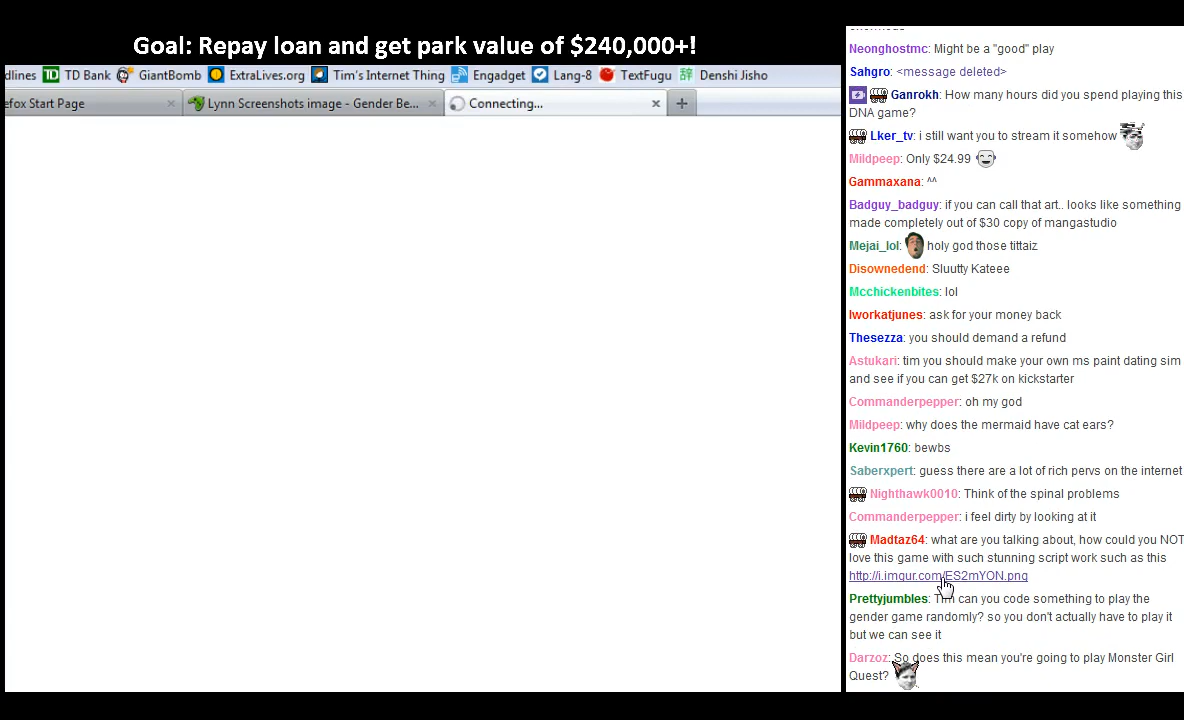 Goal: Repay loan and get park value of $240,000+!
dlines TD Bank GiantBomb ExtraLives.org Tim's Internet Thing Engadget Lang-8 TextFugu 辞 Denshi Jisho
efox Start Page Lynn Screenshots image - Gender Be... Connecting...
Neonghostmc: Might be a "good" play
Sahgro: <message deleted>
Ganrokh: How many hours did you spend playing this
DNA game?
Lker_tv: i still want you to stream it somehow
Mildpeep: Only $24.99
Gammaxana: ^^
Badguy_badguy: if you can call that art.. looks like something
made completely out of $30 copy of mangastudio
Mejai_lol: holy god those tittaiz
Disownedend: Sluutty Kateee
Mcchickenbites: lol
Iworkatjunes: ask for your money back
Thesezza: you should demand a refund
Astukari: tim you should make your own ms paint dating sim
and see if you can get $27k on kickstarter
Commanderpepper: oh my god
Mildpeep: why does the mermaid have cat ears?
Kevin1760: bewbs
Saberxpert: guess there are a lot of rich pervs on the internet
Nighthawk0010: Think of the spinal problems
Commanderpepper: i feel dirty by looking at it
Madtaz64: what are you talking about, how could you NOT
love this game with such stunning script work such as this
http://i.imgur.com/ES2mYON.png
Prettyjumbles: Tim can you code something to play the
gender game randomly? so you don't actually have to play it
but we can see it
Darzoz: So does this mean you're going to play Monster Girl
Quest?